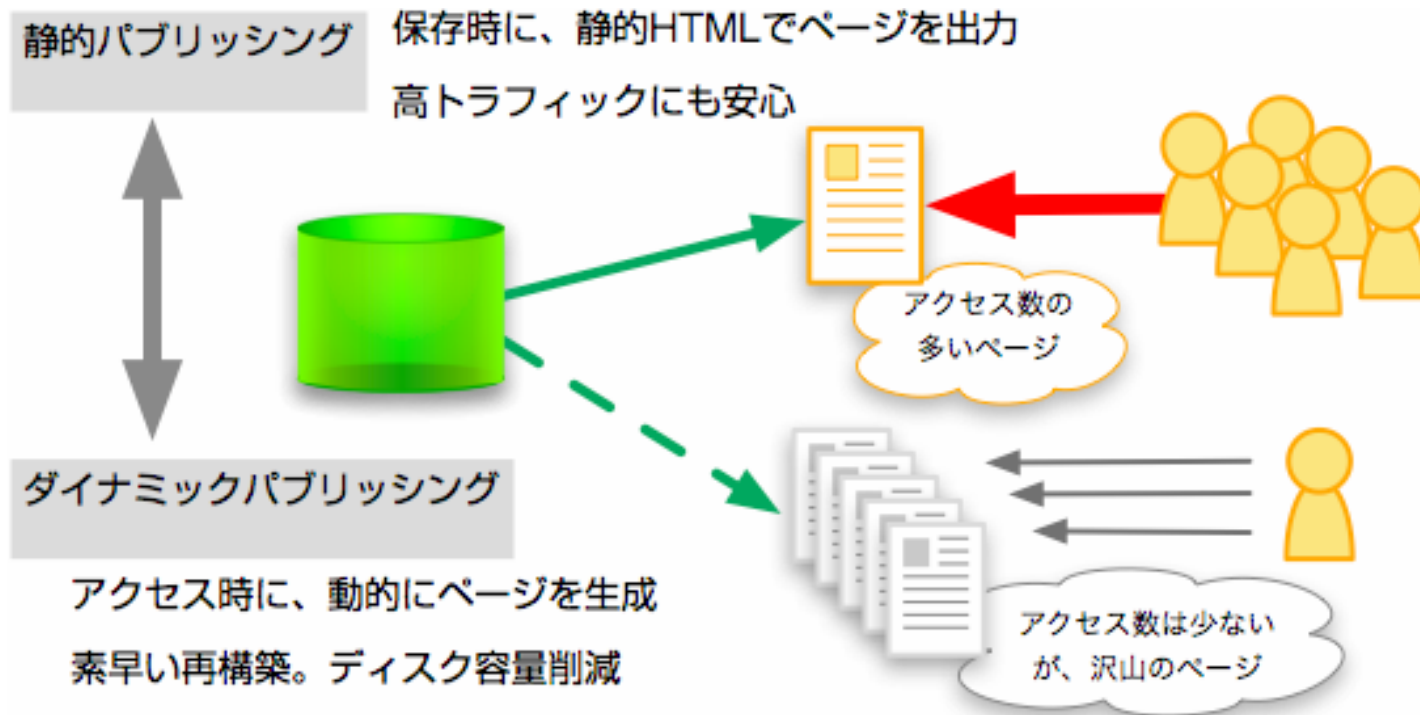 静的パブリッシング
保存時に、静的HTMLでページを出力
高トラフィックにも安心
アクセス数の
多いページ
ダイナミックパブリッシング
アクセス時に、動的にページを生成
素早い再構築。ディスク容量削減
アクセス数は少ない
が、沢山のページ